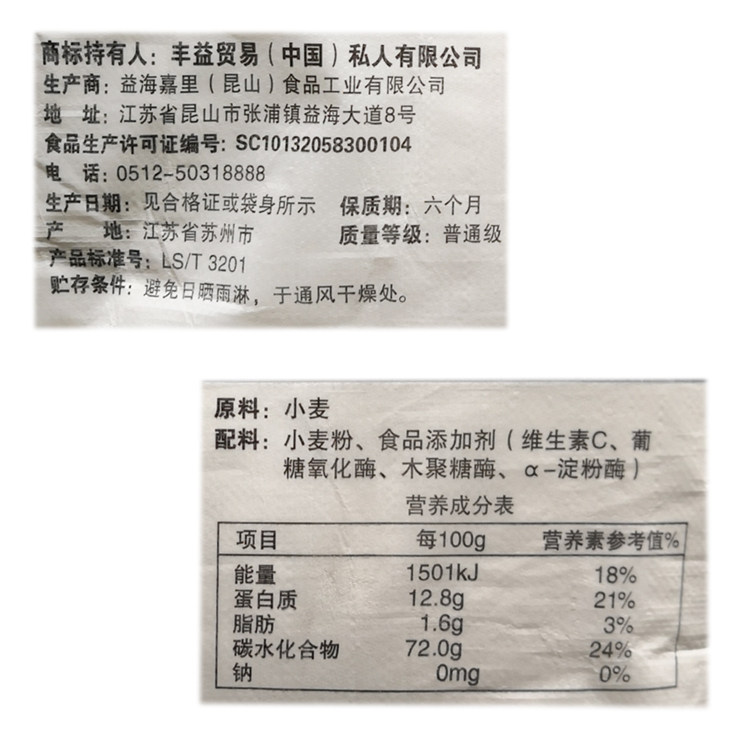 商标持有人：丰益贸易（中国）私人有限公司
生产商：益海嘉里（昆山）食品工业有限公司
地 址：江苏省昆山市张浦镇益海大道8号
食品生产许可证编号：SC10132058300104
电 话：0512-50318888
生产日期：见合格证或袋身所示 保质期：六个月
产 地：江苏省苏州市 质量等级：普通级
产品标准号：LS/T 3201
贮存条件：避免日晒雨淋，于通风干燥处。
原料：小麦
配料：小麦粉、食品添加剂（维生素C、葡
糖氧化酶、木聚糖酶、α-淀粉酶）
营养成分表
项目 每100g 营养素参考值%
能量 1501kJ 18%
蛋白质 12.8g 21%
脂肪 1.6g 3%
碳水化合物 72.0g 24%
钠 0mg 0%